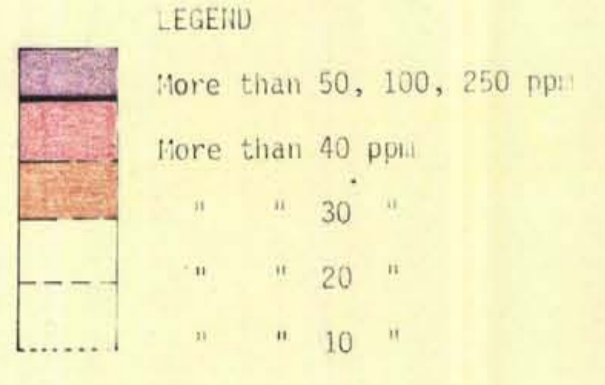 LEGEND
More than 50, 100, 250 ppm
More than 40 ppm
" " 30 "
" " 20 "
" " 10 "